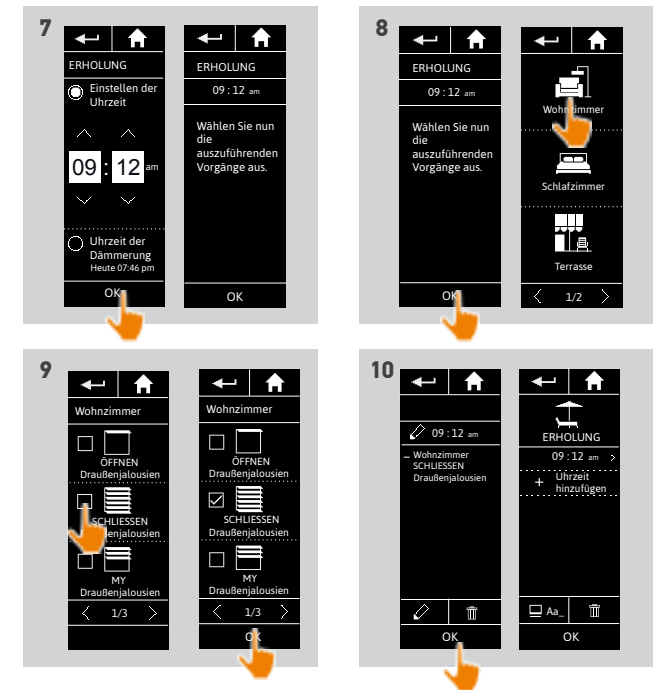 7
ERHOLUNG
Einstellen der
Uhrzeit
09 : 12 am
Uhrzeit der
Dämmerung
Heute 07:46 pm
OK
ERHOLUNG
09 : 12 am
Wählen Sie nun
die
auszuführenden
Vorgänge aus.
OK
8
ERHOLUNG
09 : 12 am
Wählen Sie nun
die
auszuführenden
Vorgänge aus.
OK
Wohnzimmer
Schlafzimmer
Terrasse
1/2
9
Wohnzimmer
ÖFFNEN
Draußenjalousien
SCHLIESSEN
Draußenjalousien
MY
Draußenjalousien
1/3
Wohnzimmer
ÖFFNEN
Draußenjalousien
SCHLIESSEN
Draußenjalousien
MY
Draußenjalousien
1/3
OK
10
09 : 12 am
– Wohnzimmer
SCHLIESSEN
Draußenjalousien
OK
ERHOLUNG
09 : 12 am >
+ Uhrzeit
hinzufügen
Aa_
OK